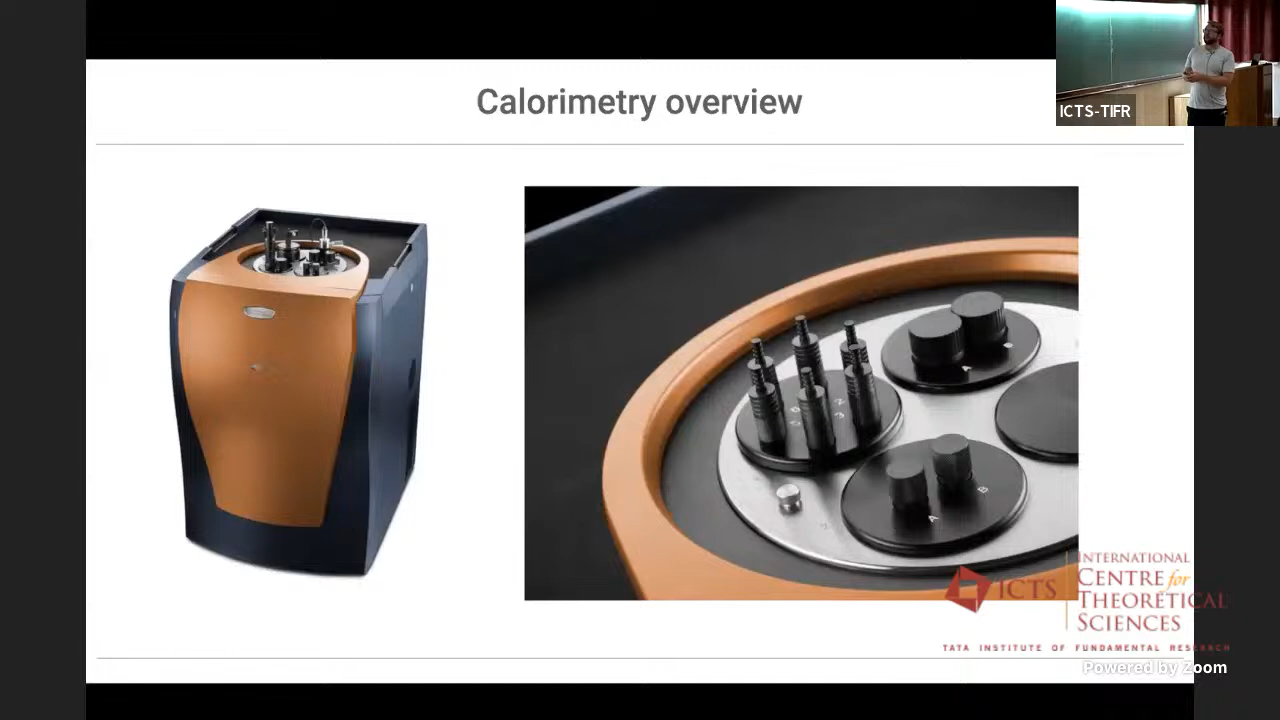 Calorimetry overview
ICTS-TIFR
A
B
A
ICTS
INTERNATIONAL
CENTRE for
THEORETICAL
SCIENCES
TATA INSTITUTE OF FUNDAMENTAL RESEARCH
Powered by Zoom